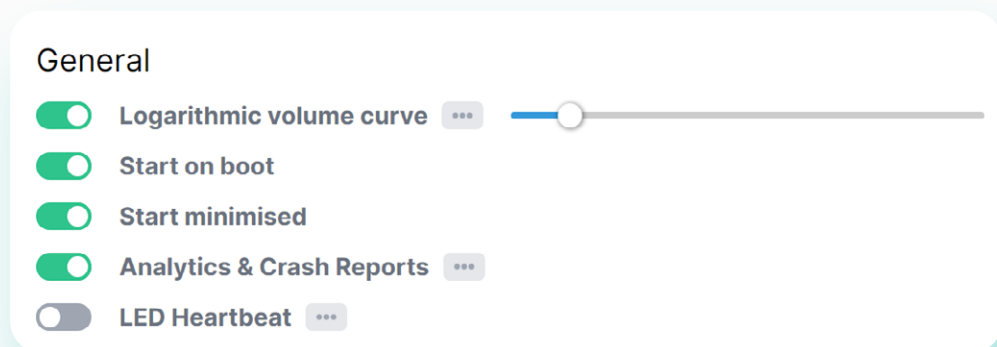 General
Logarithmic volume curve
Start on boot
Start minimised
Analytics & Crash Reports
LED Heartbeat